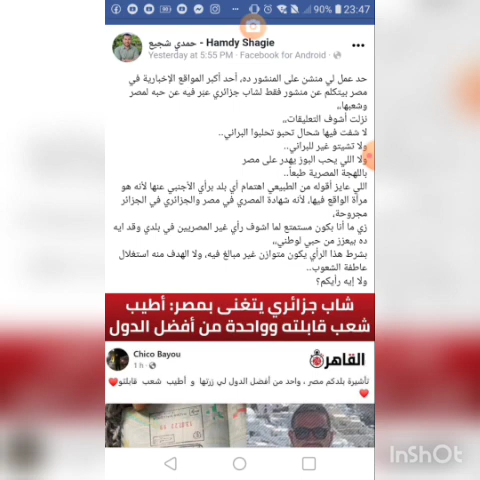 23:47
91%
حمدي شجيع - Hamdy Shagie
Yesterday at 5:55 PM · Facebook for Android
حد عمل لي منشن على المنشور ده، أحد أكبر المواقع الإخبارية في
مصر بيتكلم عن منشور فقط لشاب جزائري عبر فيه عن حبه لمصر
وشعبها،،
نزلت أشوف التعليقات،،
لا شفت فيها شحال تحبو تحلبوا البراني..
ولا تشيتو غير للبراني..
ولا اللي يحب البوز يهدر على مصر
باللهجة المصرية طبعاً..
اللي عايز أقوله من الطبيعي اهتمام أي بلد برأي الأجنبي عنها لأنه هو
مرآة الواقع فيها، لأنه شهادة المصري في مصر والجزائري في الجزائر
مجروحة،
زي ما أنا بكون مستمتع لما اشوف رأي غير المصريين في بلدي وقد ايه
ده بيعزز من حبي لوطني،،
بشرط هذا الرأي يكون متوازن غير مبالغ فيه، ولا الهدف منه استغلال
عاطفة الشعوب..
ولا إيه رأيكم؟
شاب جزائري يتغنى بمصر: أطيب
شعب قابلته وواحدة من أفضل الدول
Chico Bayou
1 h
القاهرة
تأشيرة بلدكم مصر ، واحد من أفضل الدول لي زرتها و أطيب شعب قابلتو❤
❤
InShOt